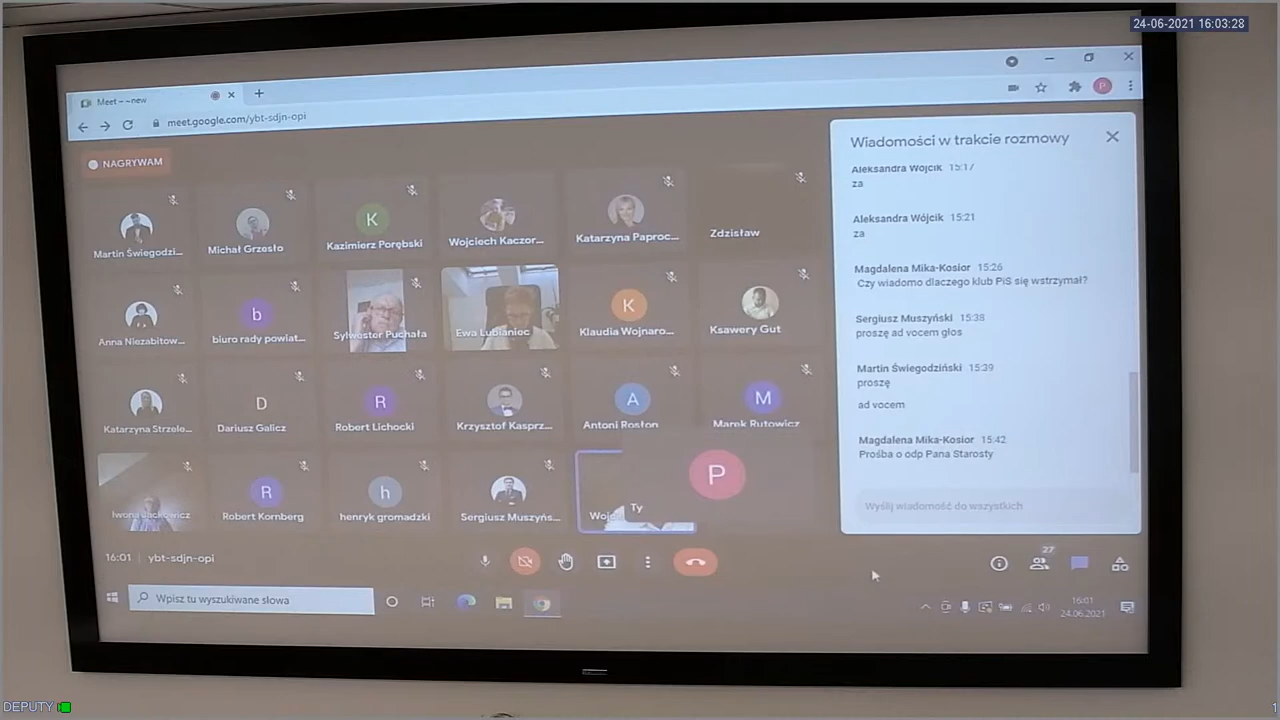 24-06-2021 16:03:28
Meet – ~new
meet.google.com/ybt-sdjn-opi
NAGRYWAM
Martin Świegodzi...
Michał Grzesło
Kazimierz Porębski
Wojciech Kaczor...
Katarzyna Paproc...
Zdzisław
Anna Niezabitow...
biuro rady powiat...
Sylwester Puchała
Ewa Lubianiec
Klaudia Wojnaro...
Ksawery Gut
Katarzyna Strzele...
Dariusz Galicz
Robert Lichocki
Krzysztof Kasprz...
Antoni Rosłon
Marek Rutowicz
Iwona Jackowicz
Robert Kornberg
henryk gromadzki
Sergiusz Muszyńs...
Ty
K
b
K
D
R
A
M
R
h
P
P
Wiadomości w trakcie rozmowy
Aleksandra Wójcik 15:17
za
Aleksandra Wójcik 15:21
za
Magdalena Mika-Kosior 15:26
Czy wiadomo dlaczego klub PiS się wstrzymał?
Sergiusz Muszyński 15:38
proszę ad vocem głos
Martin Świegodziński 15:39
proszę
ad vocem
Magdalena Mika-Kosior 15:42
Prośba o odp Pana Starosty
Wyślij wiadomość do wszystkich
16:01 | ybt-sdjn-opi
27
Wpisz tu wyszukiwane słowa
16:01
24.06.2021
DEPUTY
1